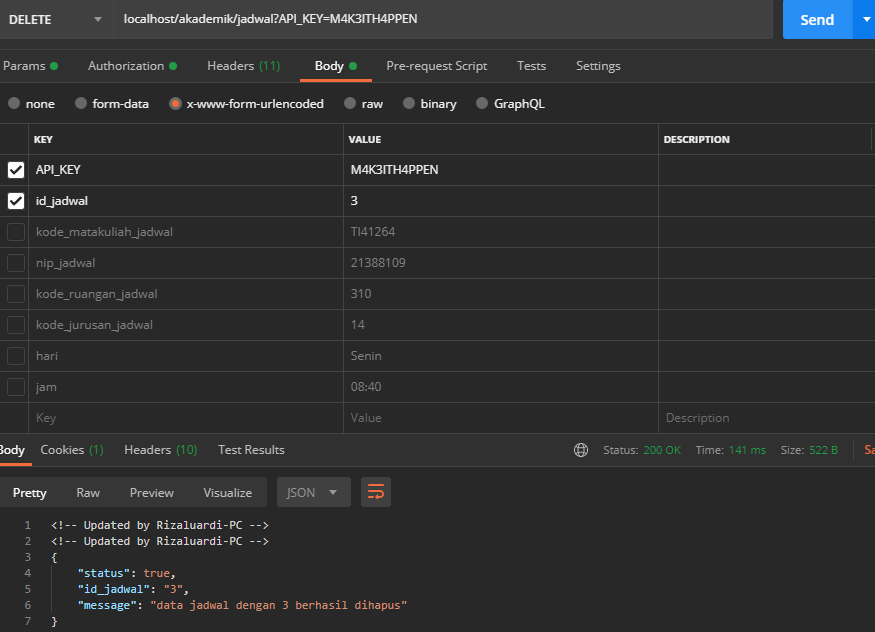 DELETE localhost/akademik/jadwal?API_KEY=M4K3ITH4PPEN Send
Params Authorization Headers (11) Body Pre-request Script Tests Settings
none form-data x-www-form-urlencoded raw binary GraphQL
KEY VALUE DESCRIPTION
API_KEY M4K3ITH4PPEN
id_jadwal 3
kode_matakuliah_jadwal TI41264
nip_jadwal 21388109
kode_ruangan_jadwal 310
kode_jurusan_jadwal 14
hari Senin
jam 08:40
Key Value Description
Body Cookies (1) Headers (10) Test Results Status: 200 OK Time: 141 ms Size: 522 B Sa
Pretty Raw Preview Visualize JSON
1 <!-- Updated by Rizaluardi-PC -->
2 <!-- Updated by Rizaluardi-PC -->
3 {
4 "status": true,
5 "id_jadwal": "3",
6 "message": "data jadwal dengan 3 berhasil dihapus"
7 }